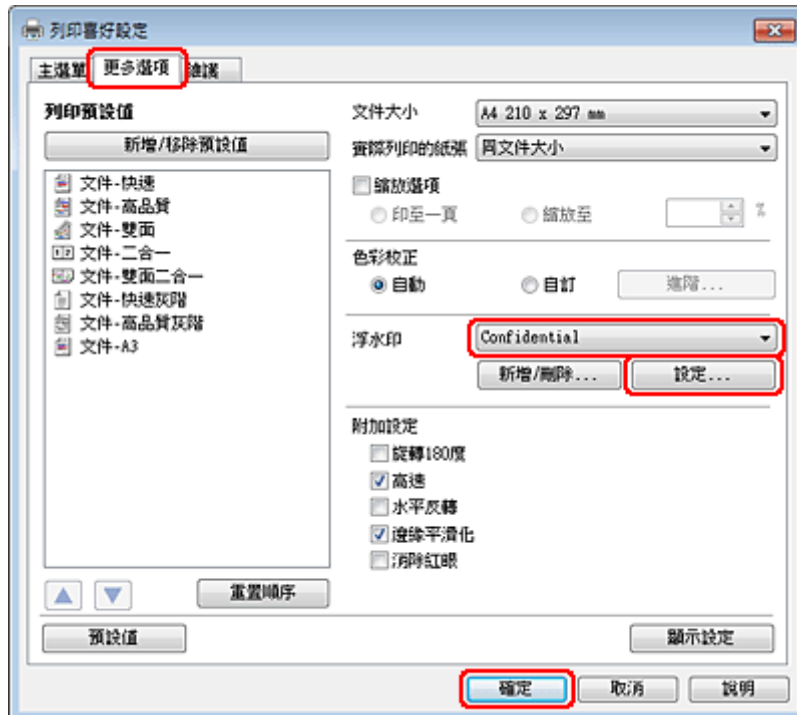 列印喜好設定
主選單 更多選項 維護
列印預設值
新增/移除預設值
文件-快速
文件-高品質
文件-雙面
文件-二合一
文件-雙面二合一
文件-快速灰階
文件-高品質灰階
文件-A3
重置順序
預設值
文件大小 A4 210 x 297 mm
實際列印的紙張 同文件大小
縮放選項
印至一頁 縮放至 %
色彩校正
自動 自訂 進階...
浮水印 Confidential
新增/刪除... 設定...
附加設定
旋轉180度
高速
水平反轉
邊緣平滑化
消除紅眼
顯示設定
確定 取消 說明